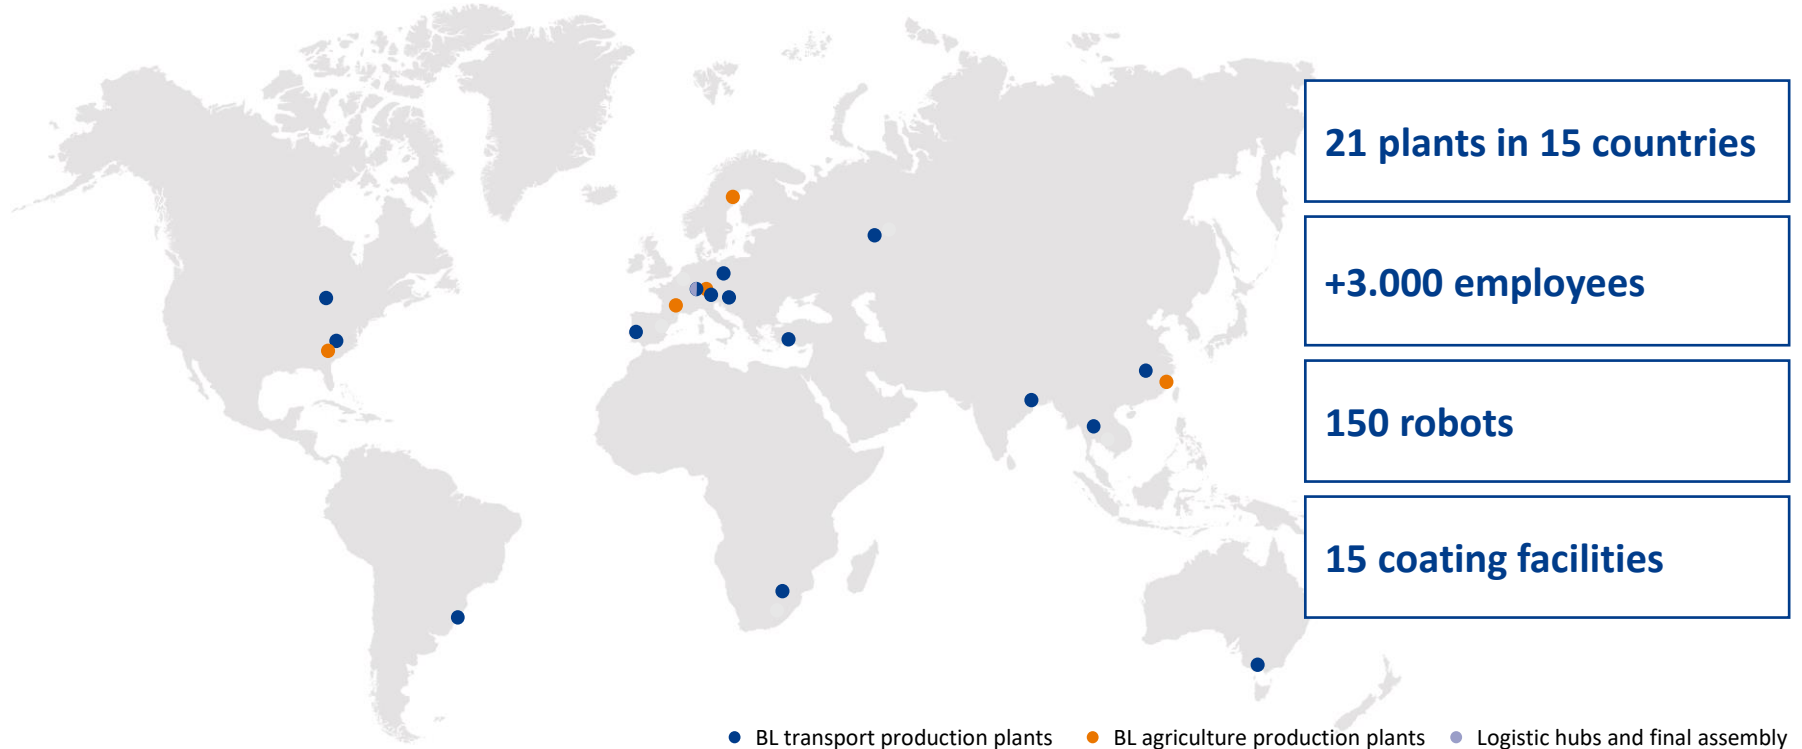 21 plants in 15 countries
+3.000 employees
150 robots
15 coating facilities
BL transport production plants
BL agriculture production plants
Logistic hubs and final assembly